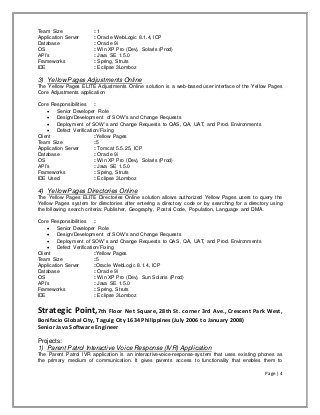 Team Size : 1
Application Server : Oracle WebLogic 8.1.4, ICP
Database : Oracle 9i
OS : Win XP Pro (Dev), Solaris (Prod)
API's : Java SE 1.5.0
Frameworks : Spring, Struts
IDE : Eclipse 3/Lomboz
3) Yellow Pages Adjustments Online
The Yellow Pages ELITE Adjustments Online solution is a web-based user interface of the Yellow Pages
Core Adjustments application
Core Responsibilities :
• Senior Developer Role
• Design/Development of SOW's and Change Requests
• Deployment of SOW's and Change Requests to QAS, QA, UAT, and Prod. Environments
• Defect Verification/Fixing
Client : Yellow Pages
Team Size : 5
Application Server : Tomcat 5.5.25, ICP
Database : Oracle 9i
OS : Win XP Pro (Dev), Solaris (Prod)
API's : Java SE 1.5.0
Frameworks : Spring, Struts
IDE Used : Eclipse 3/Lomboz
4) Yellow Pages Directories Online
The Yellow Pages ELITE Directories Online solution allows authorized Yellow Pages users to query the
Yellow Pages system for directories after entering a directory code or by searching for a directory using
the following search criteria: Publisher, Geography, Postal Code, Population, Language and DMA
Core Responsibilities :
• Senior Developer Role
• Design/Development of SOW's and Change Requests
• Deployment of SOW's and Change Requests to QAS, QA, UAT, and Prod. Environments
• Defect Verification/Fixing
Client : Yellow Pages
Team Size : 5
Application Server : Oracle WebLogic 8.1.4, ICP
Database : Oracle 9i
OS : Win XP Pro (Dev), Sun Solaris (Prod)
API's : Java SE 1.5.0
Frameworks : Spring, Struts
IDE : Eclipse 3/Lomboz
Strategic Point, 7th Floor Net Square, 28th St. corner 3rd Ave., Crescent Park West,
Bonifacio Global City, Taguig City 1634 Philippines (July 2006 to January 2008)
Senior Java Software Engineer
Projects:
1) Parent Patrol Interactive Voice Response (IVR) Application
The Parent Patrol IVR application is an interactive-voice-response-system that uses existing phones as
the primary medium of communication. It gives parents access to functionality that enables them to
Page | 4